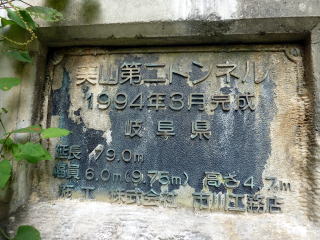 美山第二トンネル
1994年3月完成
岐阜県
延長 79.0m
幅員 6.0m(9.75m) 高さ4.7m
施工 株式会社 市川工務店